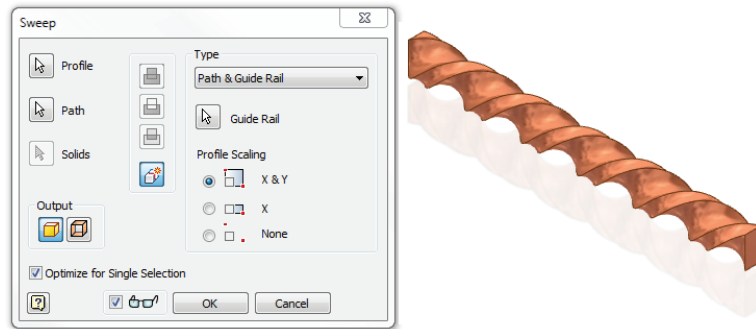 Sweep
Profile
Path
Solids
Output
Type
Path & Guide Rail
Guide Rail
Profile Scaling
X & Y
X
None
Optimize for Single Selection
OK
Cancel